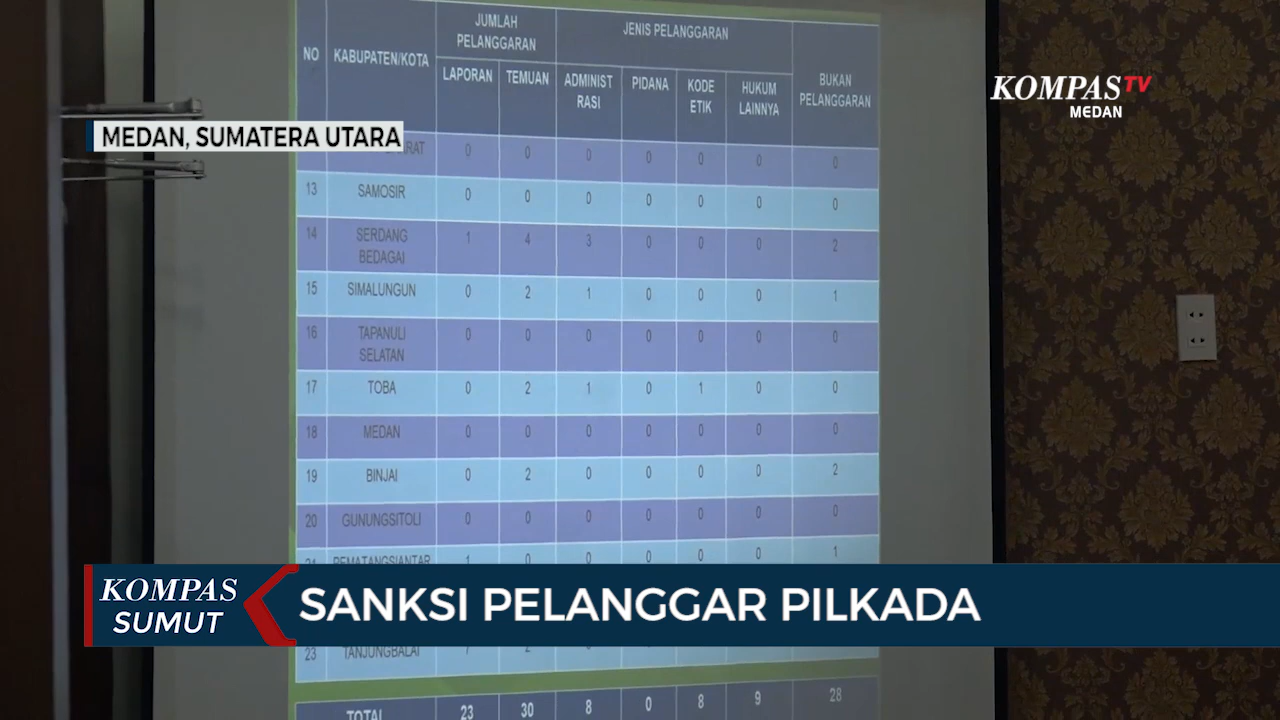 JUMLAH PELANGGARAN
JENIS PELANGGARAN
NO KABUPATEN/KOTA
LAPORAN TEMUAN ADMINIST RASI PIDANA KODE ETIK HUKUM LAINNYA BUKAN PELANGGARAN
KOMPAS TV
MEDAN
MEDAN, SUMATERA UTARA
0 0 0 0 0 0 0
13 SAMOSIR 0 0 0 0 0 0 0
14 SERDANG BEDAGAI 1 4 3 0 0 0 2
15 SIMALUNGUN 0 2 1 0 0 0 1
16 TAPANULI SELATAN 0 0 0 0 0 0 0
17 TOBA 0 2 1 0 1 0 0
18 MEDAN 0 0 0 0 0 0 0
19 BINJAI 0 2 0 0 0 0 2
20 GUNUNGSITOLI 0 0 0 0 0 0 0
PEMATANGSIANTAR 1 0 0 0 0 0 1
KOMPAS
SUMUT
SANKSI PELANGGAR PILKADA
23 TANJUNGBALAI
TOTAL 23 30 8 0 8 9 28